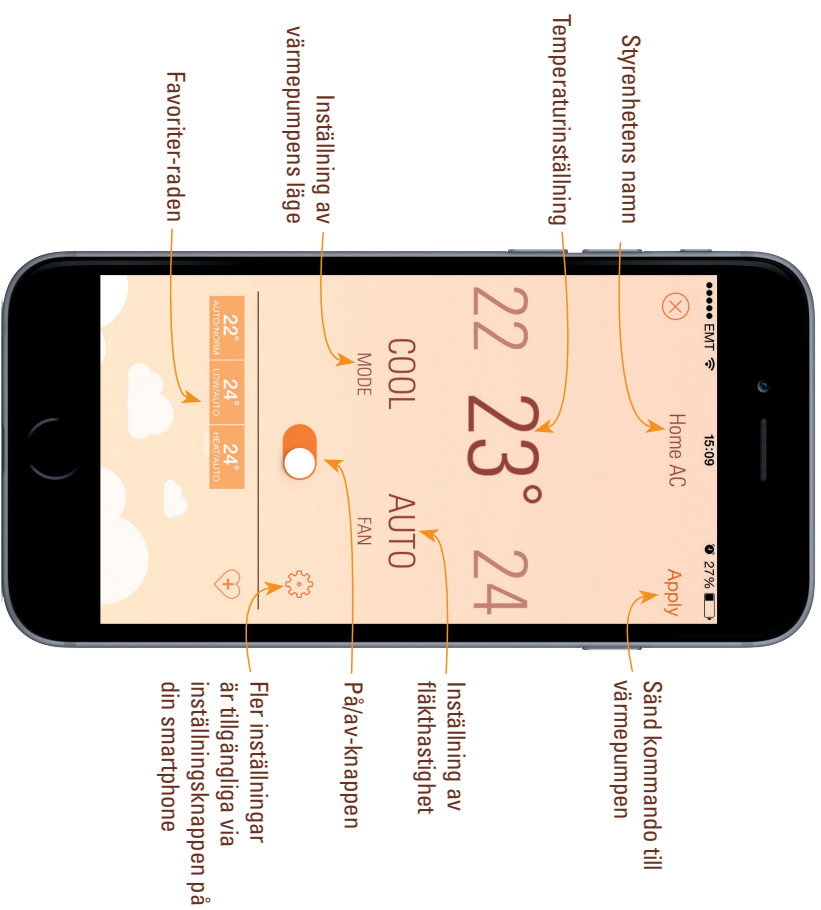 Styrenhetens namn
Temperaturinställning
Inställning av
värmepumpens läge
Favoriter-raden
EMT 15:09 27%
Home AC Apply
22 23° 24
COOL AUTO
MODE FAN
22° 24° 24°
AUTO/NORM LOW/AUTO HEAT/AUTO
Sänd kommando till
värmepumpen
Inställning av
fläkthastighet
På/av-knappen
Fler inställningar
är tillgängliga via
inställningsknappen på
din smartphone